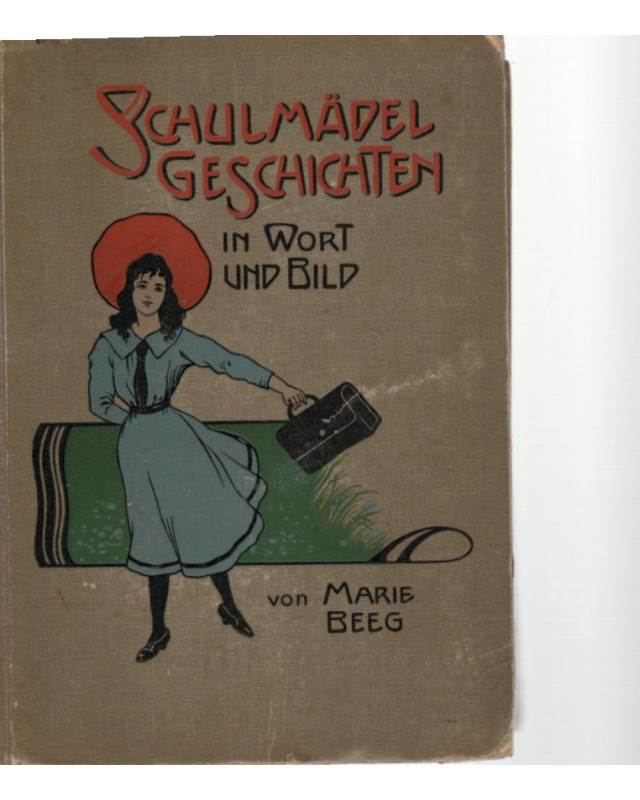 SCHULMÄDEL
GESCHICHTEN
IN WORT
UND BILD
VON MARIE
BEEG